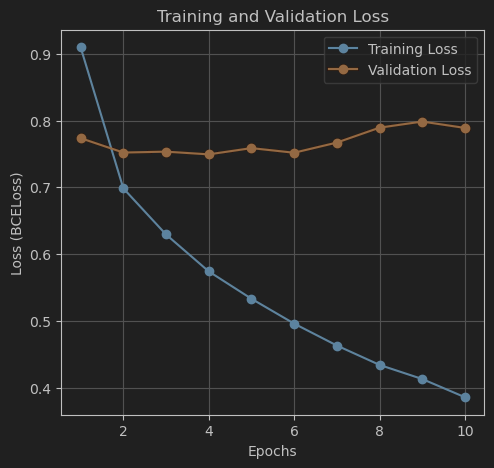 Training and Validation Loss
Training Loss
Validation Loss
Loss (BCELoss)
0.9
0.8
0.7
0.6
0.5
0.4
2
4
6
8
10
Epochs